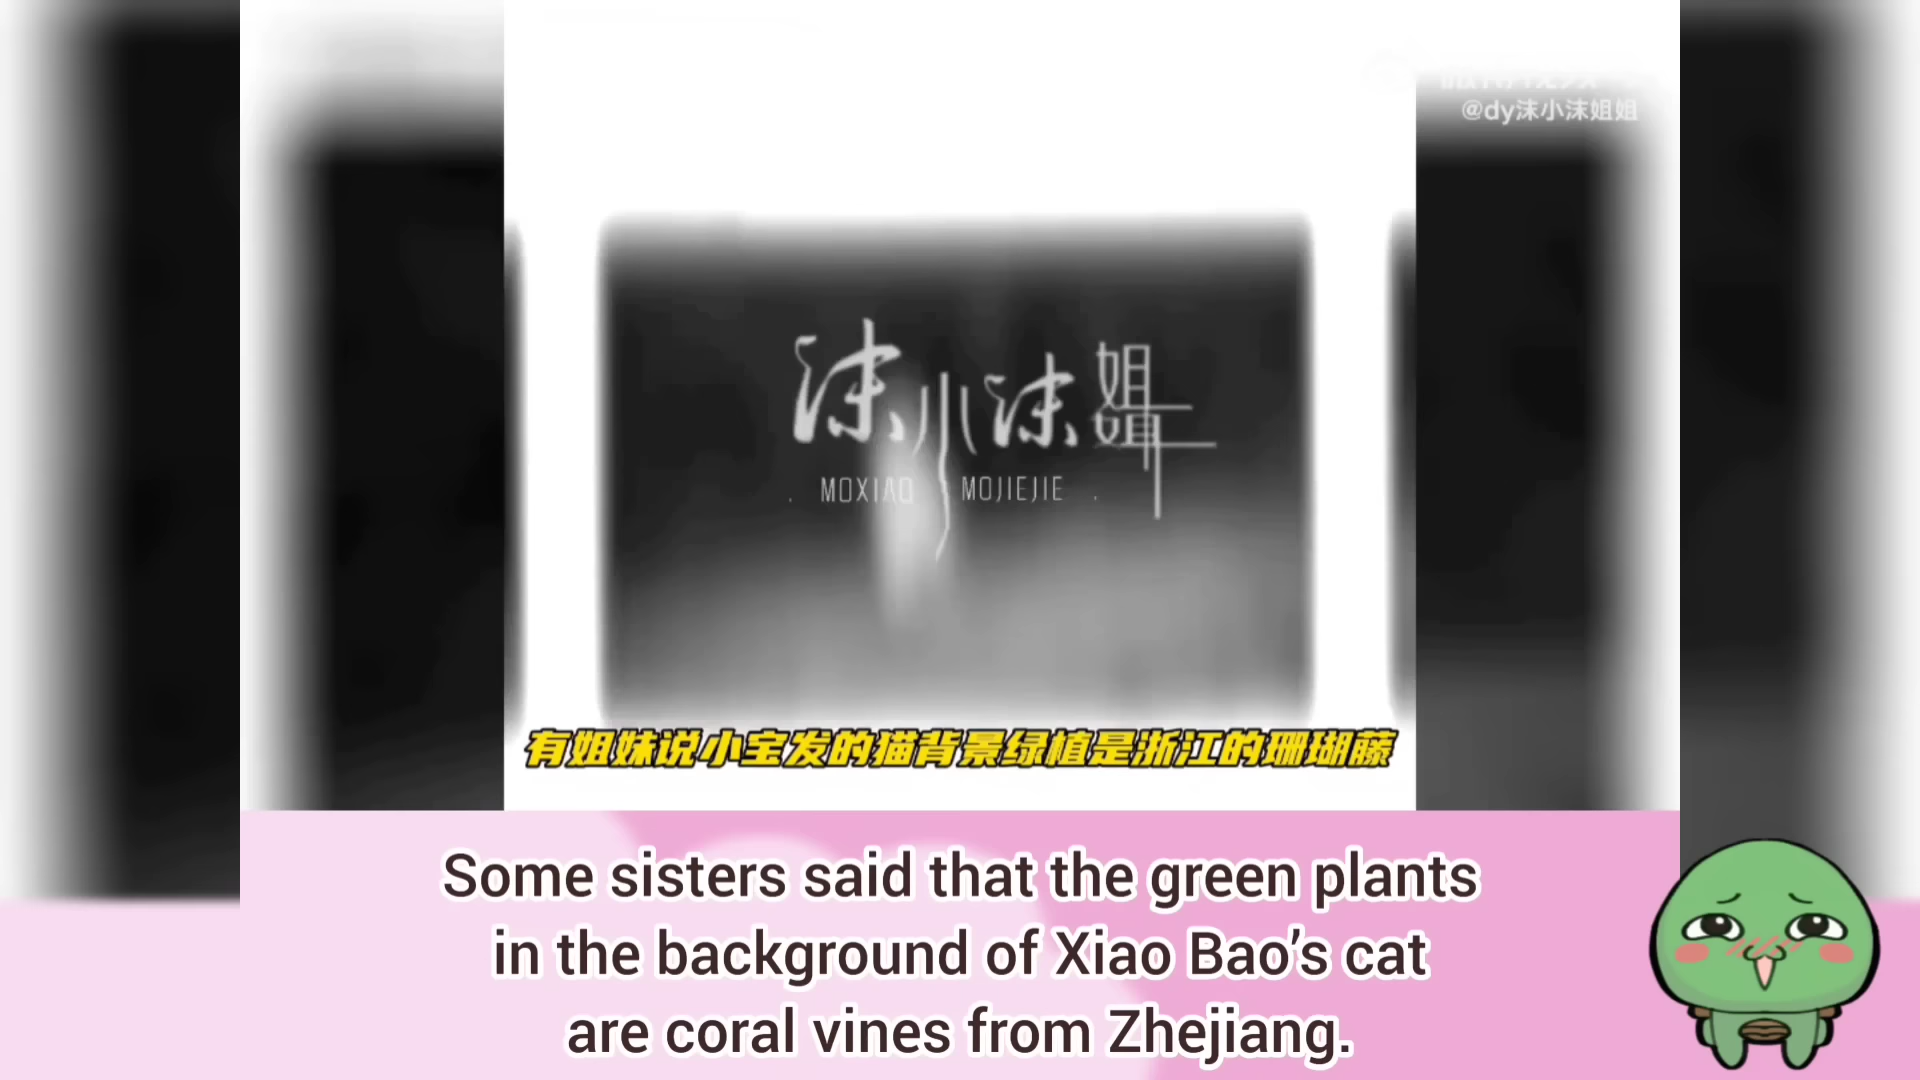 @dy沫小沫姐姐
沫小沫姐姐
. MOXIAO MOJIEJIE .
有姐妹说小宝发的猫背景绿植是浙江的珊瑚藤
Some sisters said that the green plants
in the background of Xiao Bao’s cat
are coral vines from Zhejiang.